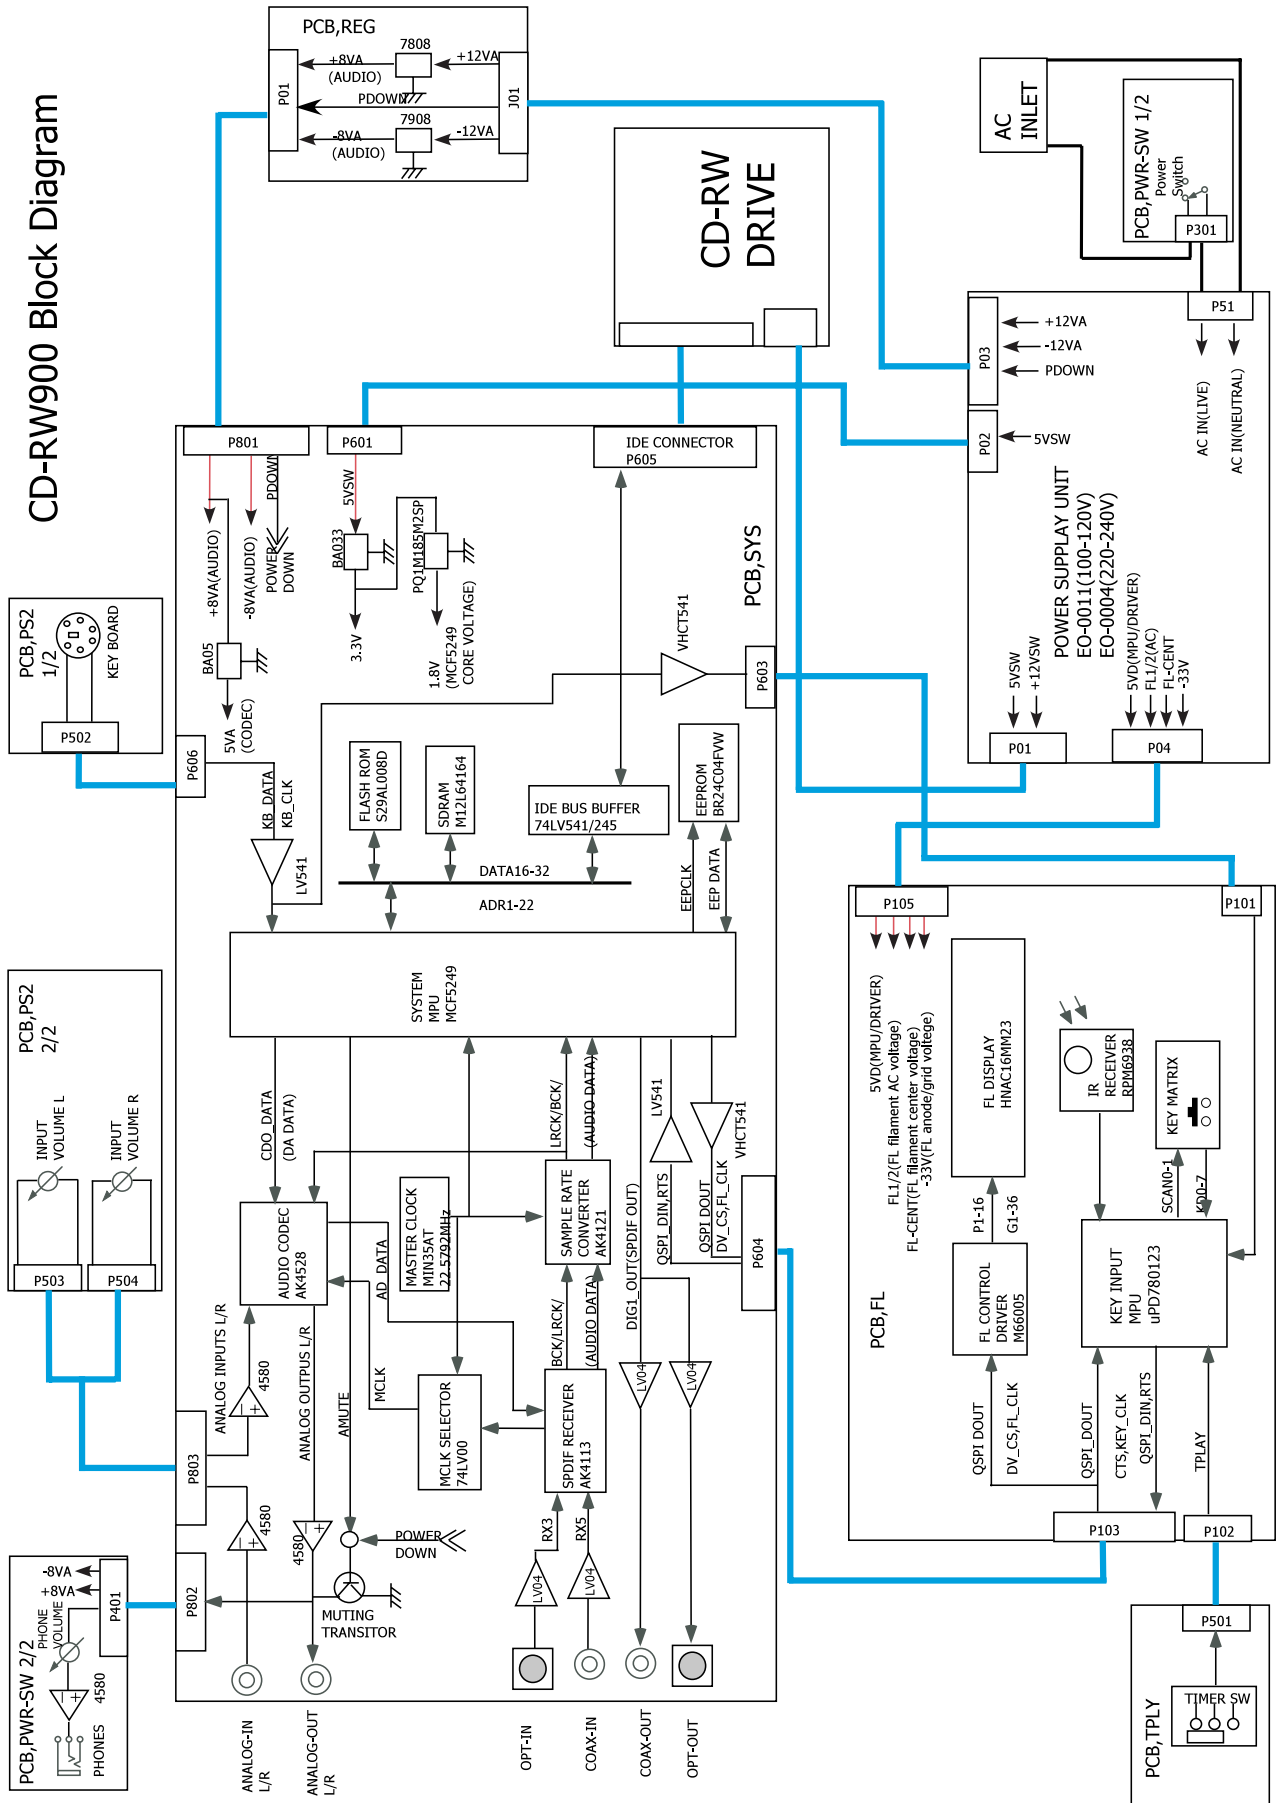 CD-RW900 Block Diagram
PCB,REG
P01
+8VA
(AUDIO)
7808
+12VA
PDOWN
J01
-8VA
(AUDIO)
7908
-12VA
CD-RW
DRIVE
AC
INLET
PCB,PWR-SW 1/2
Power
Switch
P301
P51
AC IN(LIVE)
AC IN(NEUTRAL)
P03
+12VA
-12VA
PDOWN
P02
5VSW
POWER SUPPLAY UNIT
EO-0011(100-120V)
EO-0004(220-240V)
5VSW
+12VSW
P01
5VD(MPU/DRIVER)
FL1/2(AC)
FL-CENT
-33V
P04
PCB,PS2
1/2
KEY BOARD
P502
PCB,SYS
P801
+8VA(AUDIO)
-8VA(AUDIO)
PDOWN
POWER
DOWN
BA05
5VA
(CODEC)
P601
5VSW
BA033
3.3V
PQ1M185M2SP
1.8V
(MCF5249
CORE VOLTAGE)
IDE CONNECTOR
P605
VHCT541
P603
P606
KB_DATA
KB_CLK
LV541
FLASH ROM
S29AL008D
SDRAM
M12L64164
IDE BUS BUFFER
74LV541/245
EEPROM
BR24C04FVW
DATA16-32
ADR1-22
EEPCLK
EEP DATA
SYSTEM
MPU
MCF5249
PCB,PS2
2/2
INPUT
VOLUME L
INPUT
VOLUME R
P503
P504
CDO_DATA
(DA DATA)
LRCK/BCK/
(AUDIO DATA)
LV541
VHCT541
AUDIO CODEC
AK4528
AD_DATA
MASTER CLOCK
MIN35AT
22.5792MHz
SAMPLE RATE
CONVERTER
AK4121
DIG1_OUT(SPDIF OUT)
QSPI_DIN,RTS
QSPI DOUT
DV_CS,FL_CLK
P604
ANALOG INPUTS L/R
4580
ANALOG OUTPUS L/R
AMUTE
MCLK
BCK/LRCK/
(AUDIO DATA)
MCLK SELECTOR
74LV00
SPDIF RECEIVER
AK4113
LV04
LV04
P803
4580
4580
P802
POWER
DOWN
MUTING
TRANSITOR
RX3
RX5
LV04
LV04
ANALOG-IN
L/R
ANALOG-OUT
L/R
OPT-IN
COAX-IN
COAX-OUT
OPT-OUT
PCB,PWR-SW 2/2
-8VA
+8VA
P401
PHONE
VOLUME
4580
PHONES
PCB,FL
P105
5VD(MPU/DRIVER)
FL1/2(FL filament AC voltage)
FL-CENT(FL filament center voltage)
-33V(FL anode/grid voltege)
P101
FL DISPLAY
HNAC16MM23
P1-16
G1-36
FL CONTROL
DRIVER
M66005
IR
RECEIVER
RPM6938
KEY MATRIX
SCAN0-1
KD0-7
KEY INPUT
MPU
uPD780123
QSPI DOUT
DV_CS,FL_CLK
QSPI_DOUT
CTS,KEY_CLK
QSPI_DIN,RTS
TPLAY
P103
P102
PCB,TPLY
P501
TIMER SW